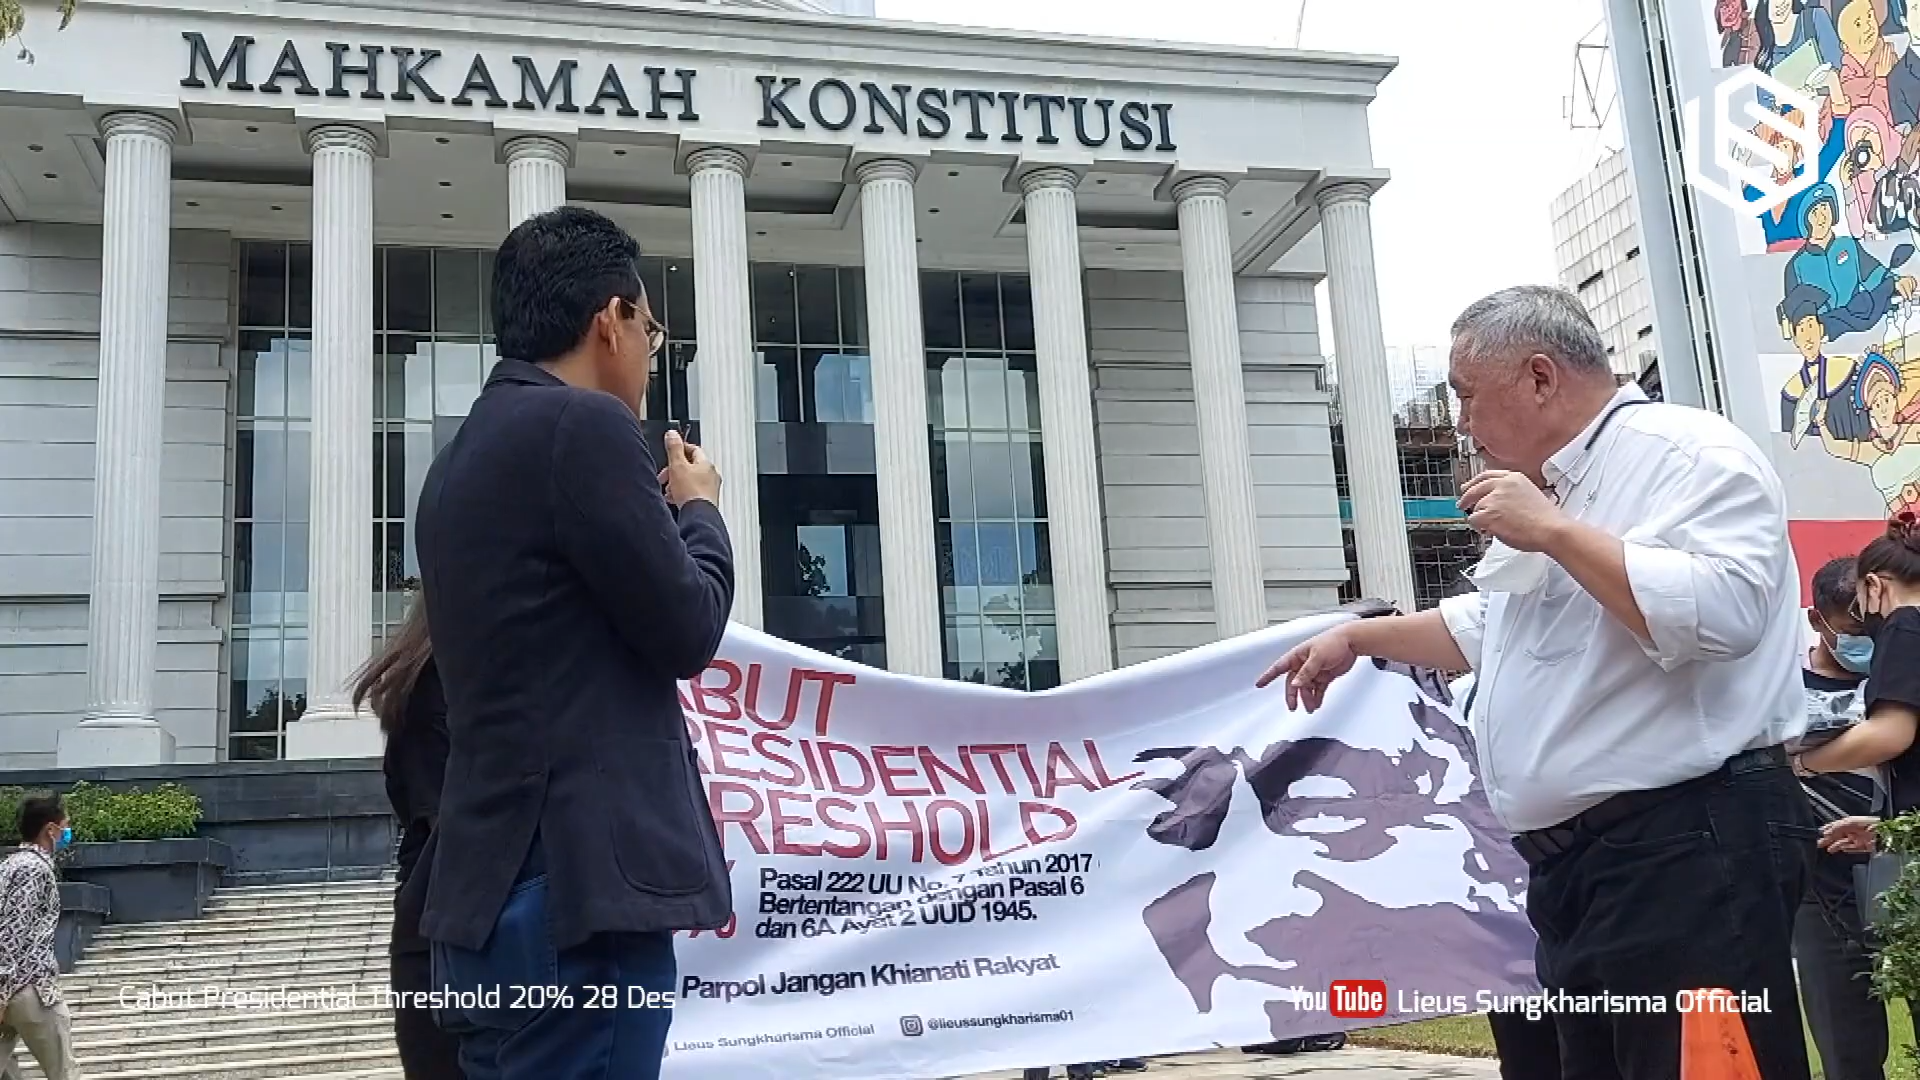 MAHKAMAH KONSTITUSI
ABUT
RESIDENTIAL
RESHOLD
%
Pasal 222 UU No. 7 Tahun 2017
Bertentangan dengan Pasal 6
dan 6A Ayat 2 UUD 1945.
Parpol Jangan Khianati Rakyat
Lieus Sungkharisma Official @lieussungkharisma01
Cabut Presidential Threshold 20% 28 Des
YouTube Lieus Sungkharisma Official